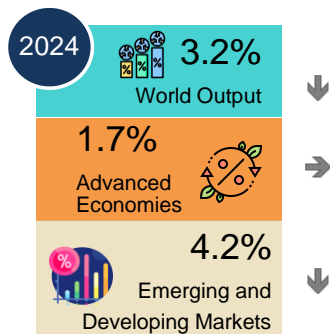 2024
3.2%
World Output
1.7%
Advanced
Economies
4.2%
Emerging and
Developing Markets